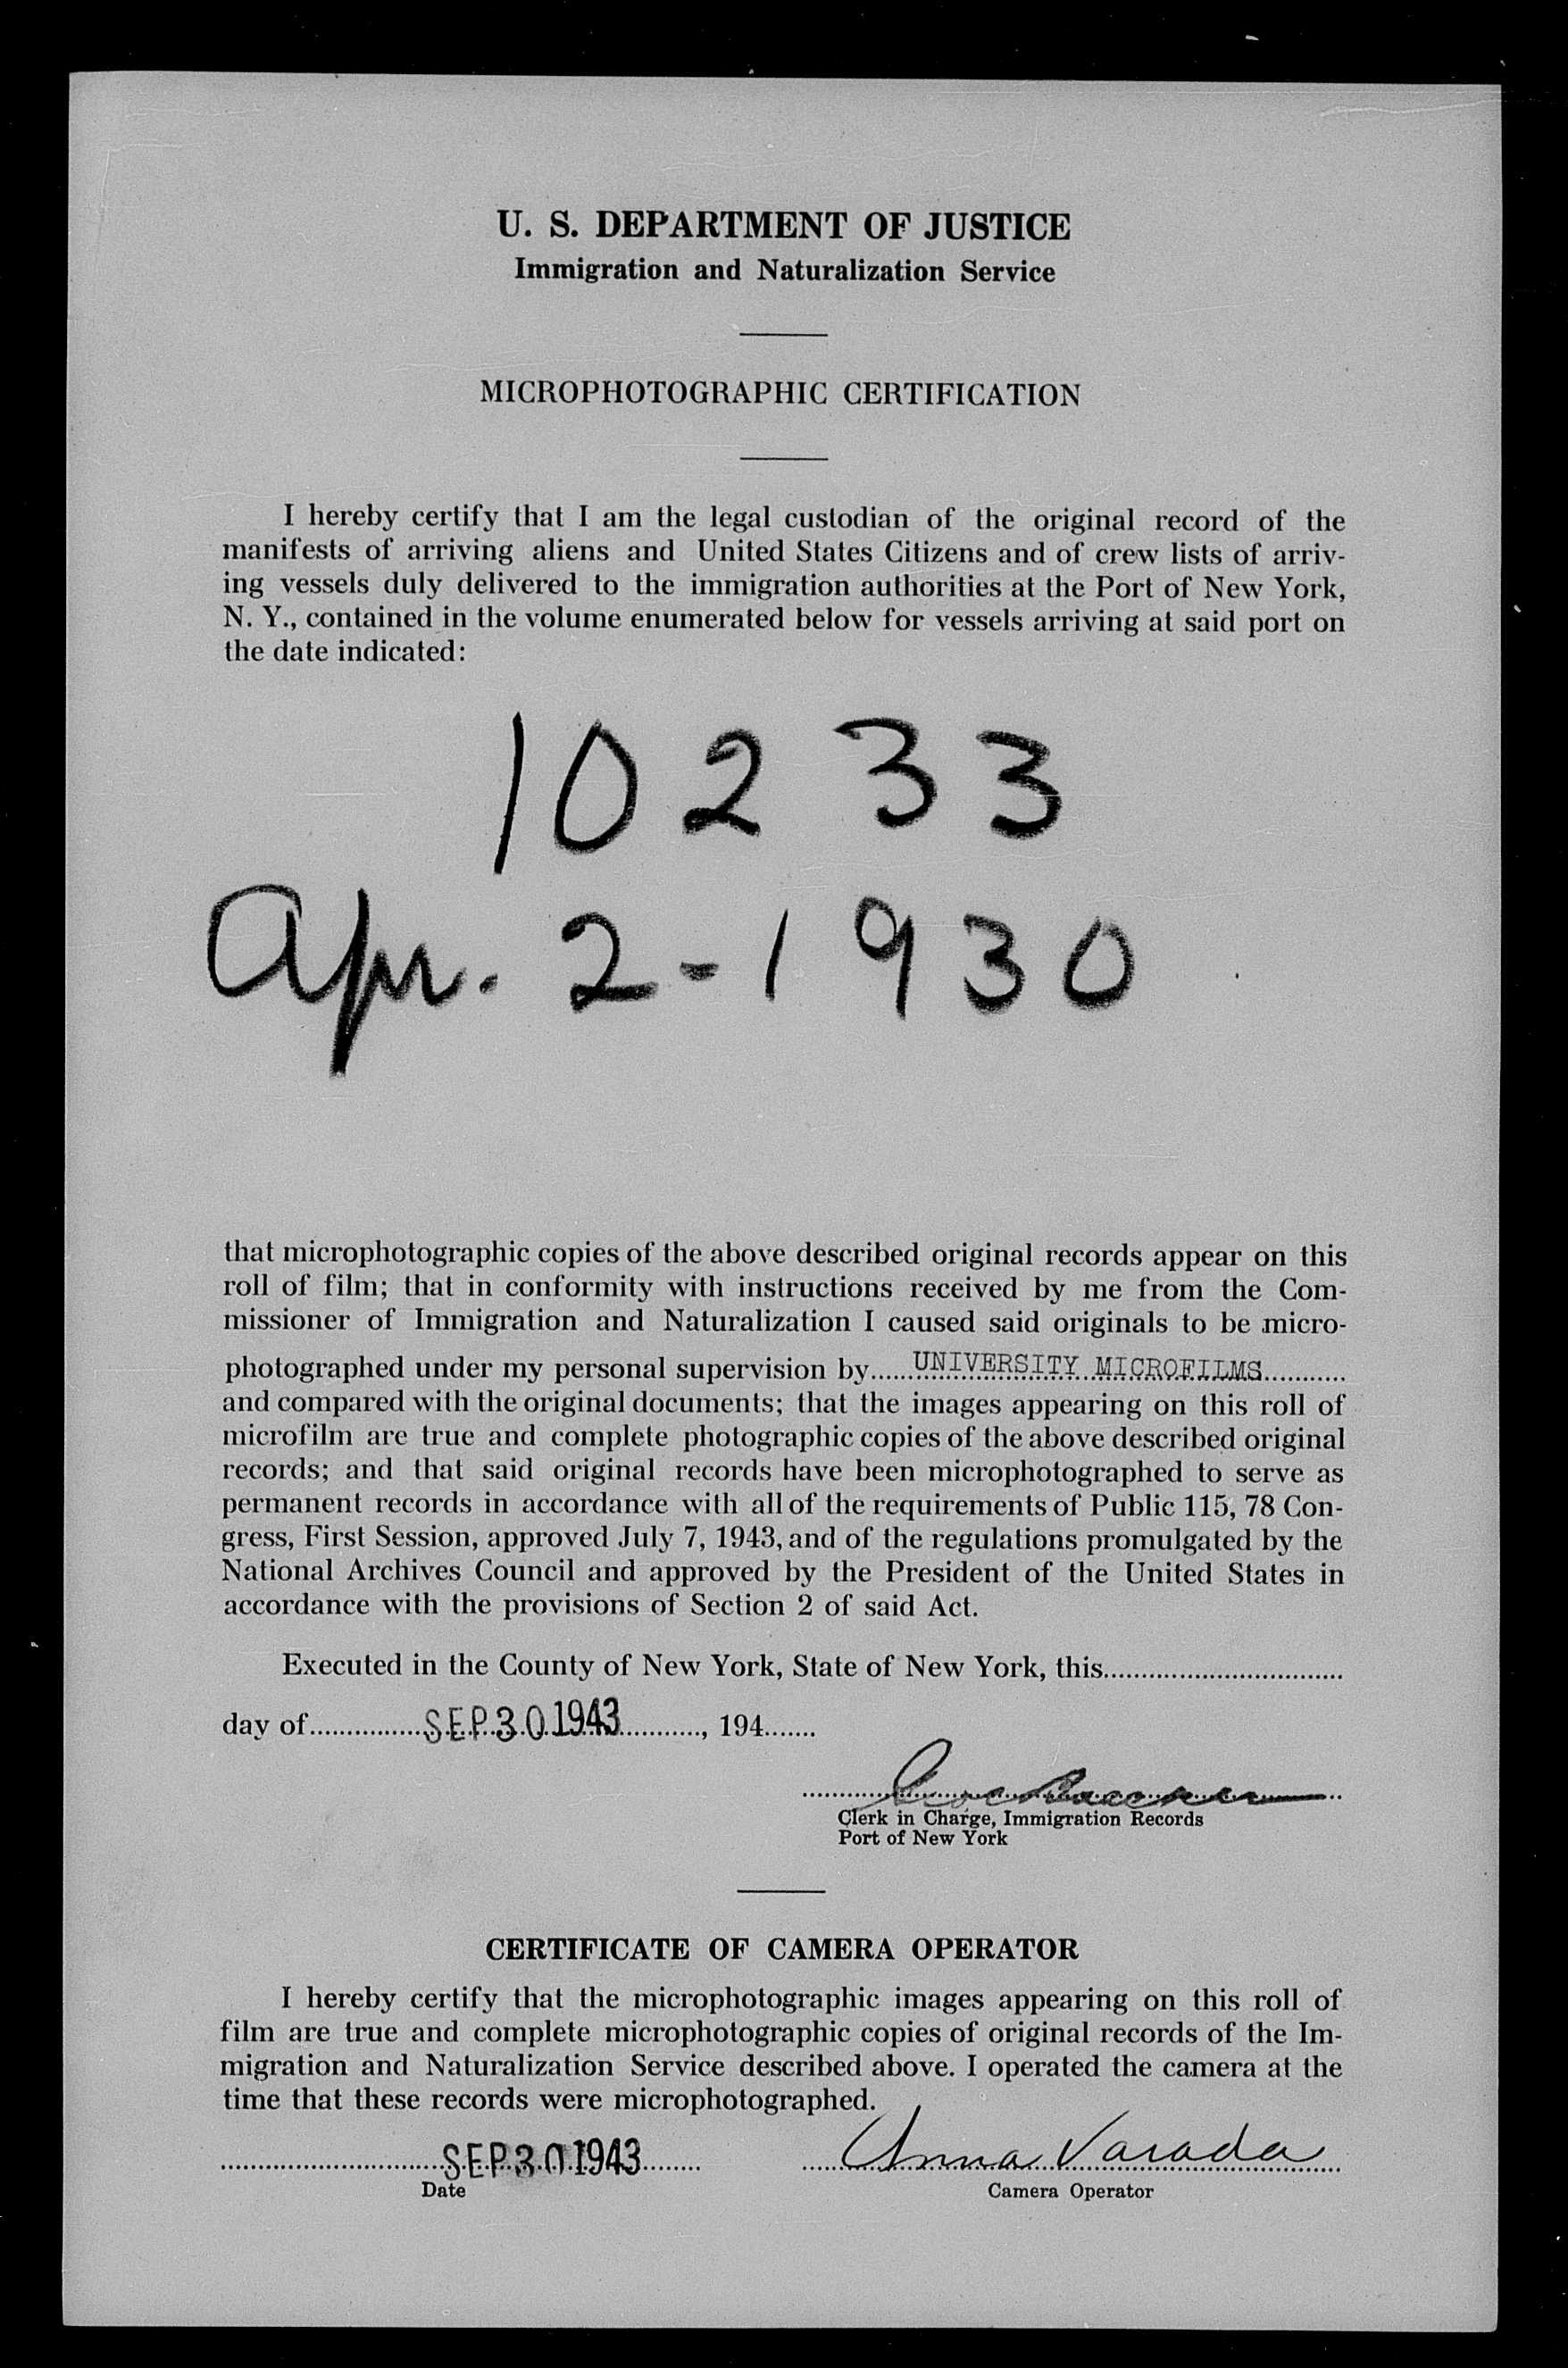 U. S. DEPARTMENT OF JUSTICE
Immigration and Naturalization Service
MICROPHOTOGRAPHIC CERTIFICATION
I hereby certify that I am the legal custodian of the original record of the
manifests of arriving aliens and United States Citizens and of crew lists of arriv-
ing vessels duly delivered to the immigration authorities at the Port of New York,
N. Y., contained in the volume enumerated below for vessels arriving at said port on
the date indicated:
10233
Apr. 2-1930
that microphotographic copies of the above described original records appear on this
roll of film; that in conformity with instructions received by me from the Com-
missioner of Immigration and Naturalization I caused said originals to be micro-
photographed under my personal supervision by UNIVERSITY MICROFILMS
and compared with the original documents; that the images appearing on this roll of
microfilm are true and complete photographic copies of the above described original
records; and that said original records have been microphotographed to serve as
permanent records in accordance with all of the requirements of Public 115, 78 Con-
gress, First Session, approved July 7, 1943, and of the regulations promulgated by the
National Archives Council and approved by the President of the United States in
accordance with the provisions of Section 2 of said Act.
Executed in the County of New York, State of New York, this
day of SEP 30 1943, 194
Clerk in Charge, Immigration Records
Port of New York
CERTIFICATE OF CAMERA OPERATOR
I hereby certify that the microphotographic images appearing on this roll of
film are true and complete microphotographic copies of original records of the Im-
migration and Naturalization Service described above. I operated the camera at the
time that these records were microphotographed.
SEP 30 1943 Anna Varada
Date Camera Operator